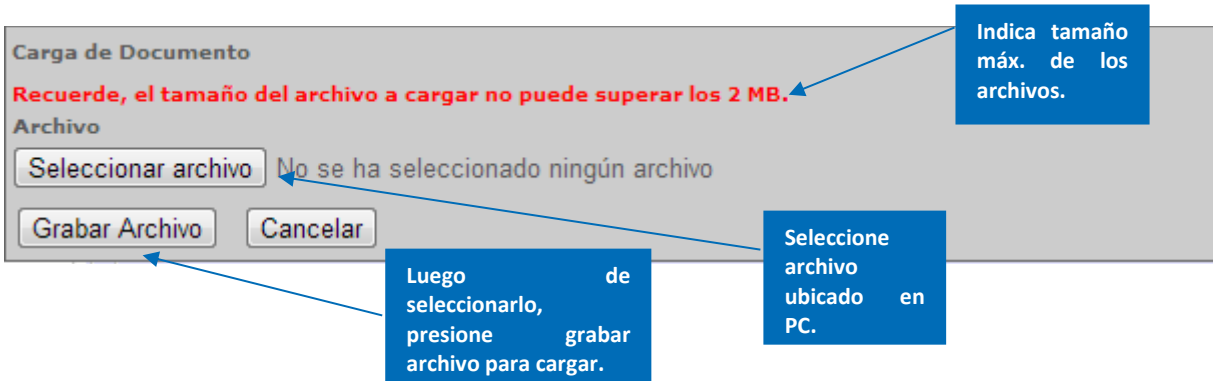 Carga de Documento
Recuerde, el tamaño del archivo a cargar no puede superar los 2 MB.
Archivo
Seleccionar archivo No se ha seleccionado ningún archivo
Grabar Archivo Cancelar
Indica tamaño
máx. de los
archivos.
Seleccione
archivo
ubicado en
PC.
Luego de
seleccionarlo,
presione grabar
archivo para cargar.